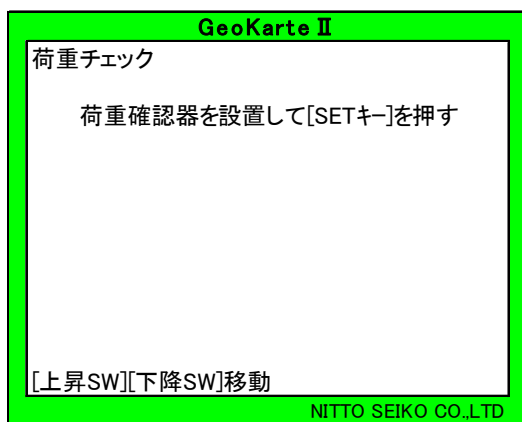 GeoKarteⅡ
荷重チェック
荷重確認器を設置して[SETキー]を押す
[上昇SW][下降SW]移動
NITTO SEIKO CO.,LTD